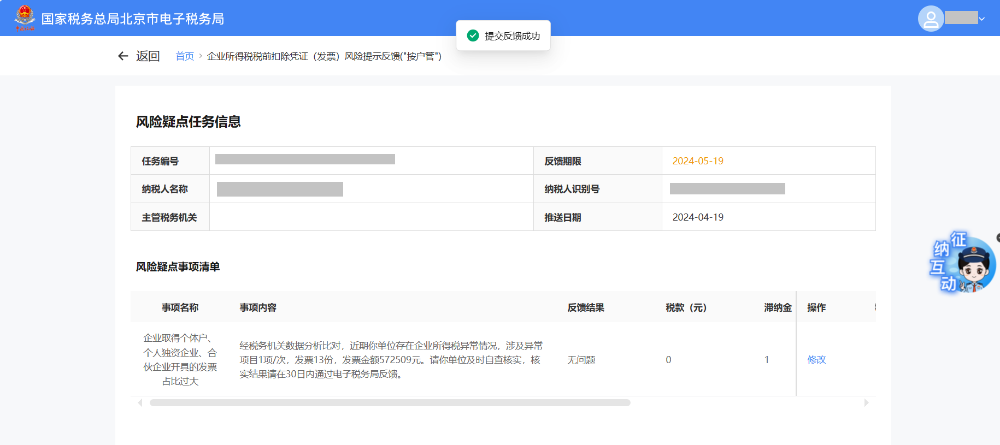 国家税务总局北京市电子税务局
提交反馈成功
返回 首页 > 企业所得税税前扣除凭证（发票）风险提示反馈("按户管")
风险疑点任务信息
任务编号 反馈期限 2024-05-19
纳税人名称 纳税人识别号
主管税务机关 推送日期 2024-04-19
征纳互动
风险疑点事项清单
事项名称 事项内容 反馈结果 税款（元） 滞纳金 操作
企业取得个体户、
个人独资企业、合
伙企业开具的发票
占比过大
经税务机关数据分析比对，近期你单位存在企业所得税异常情况，涉及异常
项目1项/次，发票13份，发票金额572509元。请你单位及时自查核实，核
实结果请在30日内通过电子税务局反馈。
无问题 0 1 修改